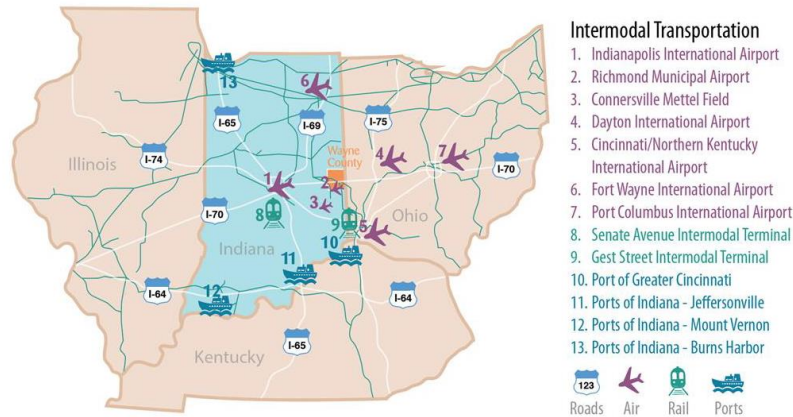 13
6
I-65
I-69
I-75
Wayne
County
Illinois
I-74
4
7
I-70
1
2
3
I-70
8
9
5
Ohio
Indiana
10
11
I-64
12
I-64
I-65
Kentucky
Intermodal Transportation
1. Indianapolis International Airport
2. Richmond Municipal Airport
3. Connersville Mettel Field
4. Dayton International Airport
5. Cincinnati/Northern Kentucky
International Airport
6. Fort Wayne International Airport
7. Port Columbus International Airport
8. Senate Avenue Intermodal Terminal
9. Gest Street Intermodal Terminal
10. Port of Greater Cincinnati
11. Ports of Indiana - Jeffersonville
12. Ports of Indiana - Mount Vernon
13. Ports of Indiana - Burns Harbor
123
Roads Air Rail Ports